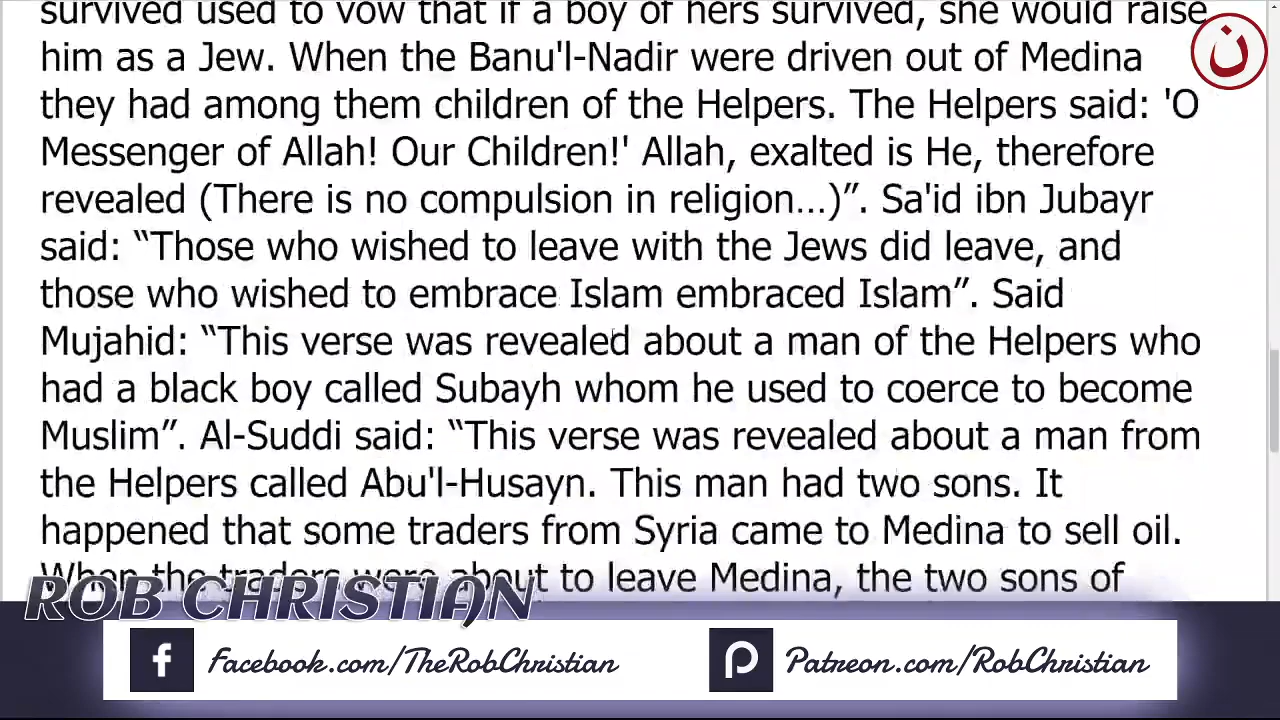 survived used to vow that if a boy of hers survived, she would raise
him as a Jew. When the Banu'l-Nadir were driven out of Medina
they had among them children of the Helpers. The Helpers said: 'O
Messenger of Allah! Our Children!' Allah, exalted is He, therefore
revealed (There is no compulsion in religion…)”. Sa'id ibn Jubayr
said: “Those who wished to leave with the Jews did leave, and
those who wished to embrace Islam embraced Islam”. Said
Mujahid: “This verse was revealed about a man of the Helpers who
had a black boy called Subayh whom he used to coerce to become
Muslim”. Al-Suddi said: “This verse was revealed about a man from
the Helpers called Abu'l-Husayn. This man had two sons. It
happened that some traders from Syria came to Medina to sell oil.
When the traders were about to leave Medina, the two sons of
ن
ROB CHRISTIAN
Facebook.com/TheRobChristian
Patreon.com/RobChristian